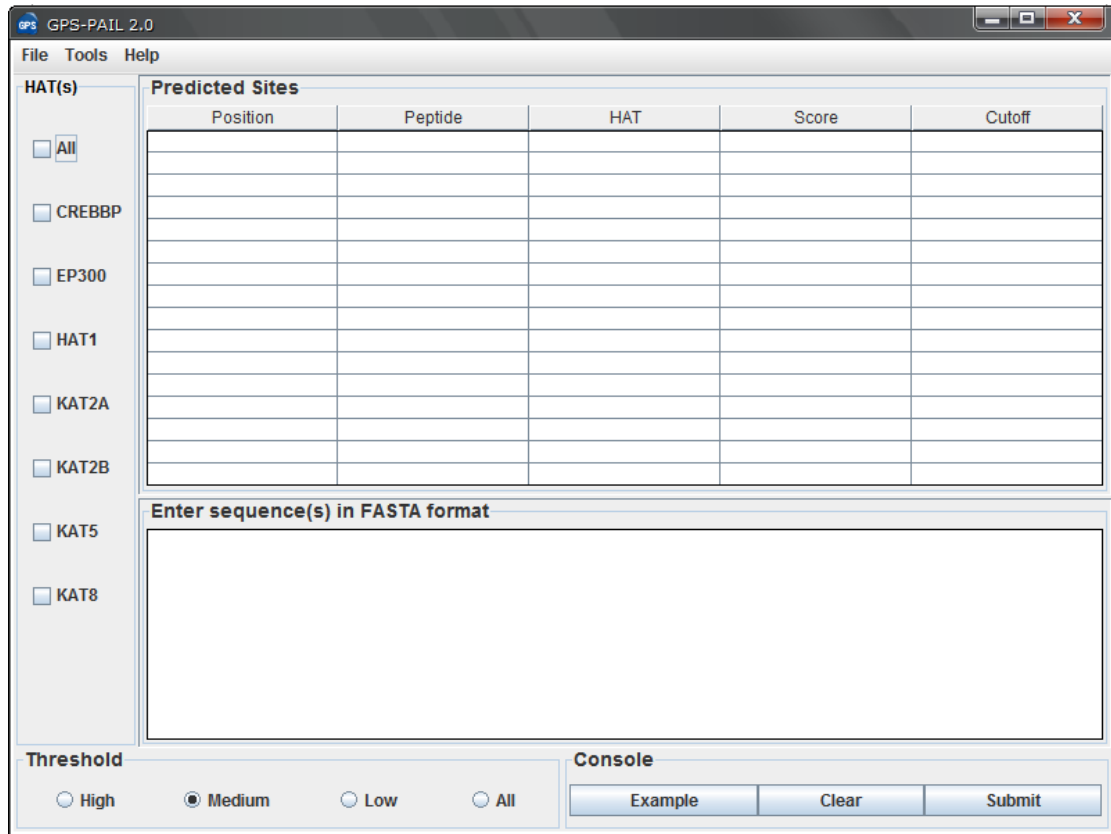 GPS GPS-PAIL 2.0
File Tools Help
HAT(s)
All
CREBBP
EP300
HAT1
KAT2A
KAT2B
KAT5
KAT8
Predicted Sites
Position Peptide HAT Score Cutoff
Enter sequence(s) in FASTA format
Threshold
High Medium Low All
Console
Example Clear Submit